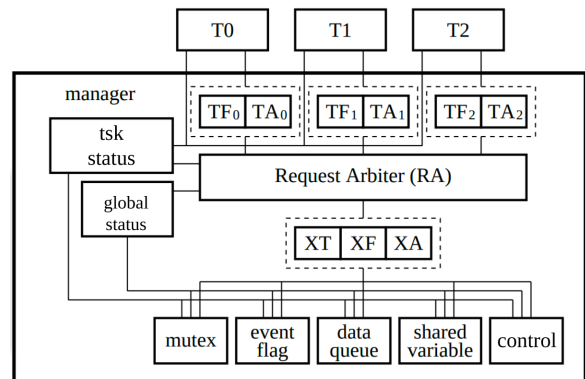 T0 T1 T2
manager
TF0 TA0 TF1 TA1 TF2 TA2
tsk
status
Request Arbiter (RA)
global
status
XT XF XA
mutex
event
flag
data
queue
shared
variable
control